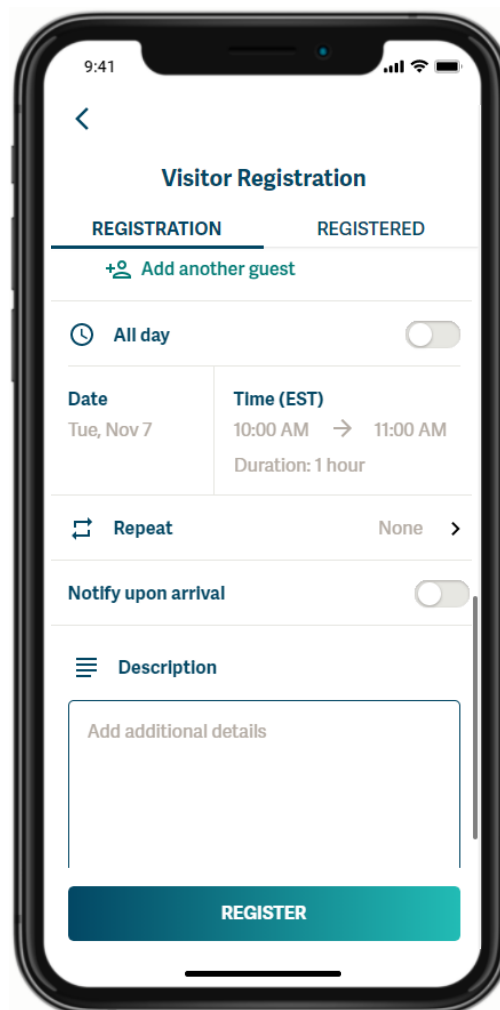 9:41
Visitor Registration
REGISTRATION REGISTERED
Add another guest
All day
Date Time (EST)
Tue, Nov 7 10:00 AM → 11:00 AM
Duration: 1 hour
Repeat None
Notify upon arrival
Description
Add additional details
REGISTER